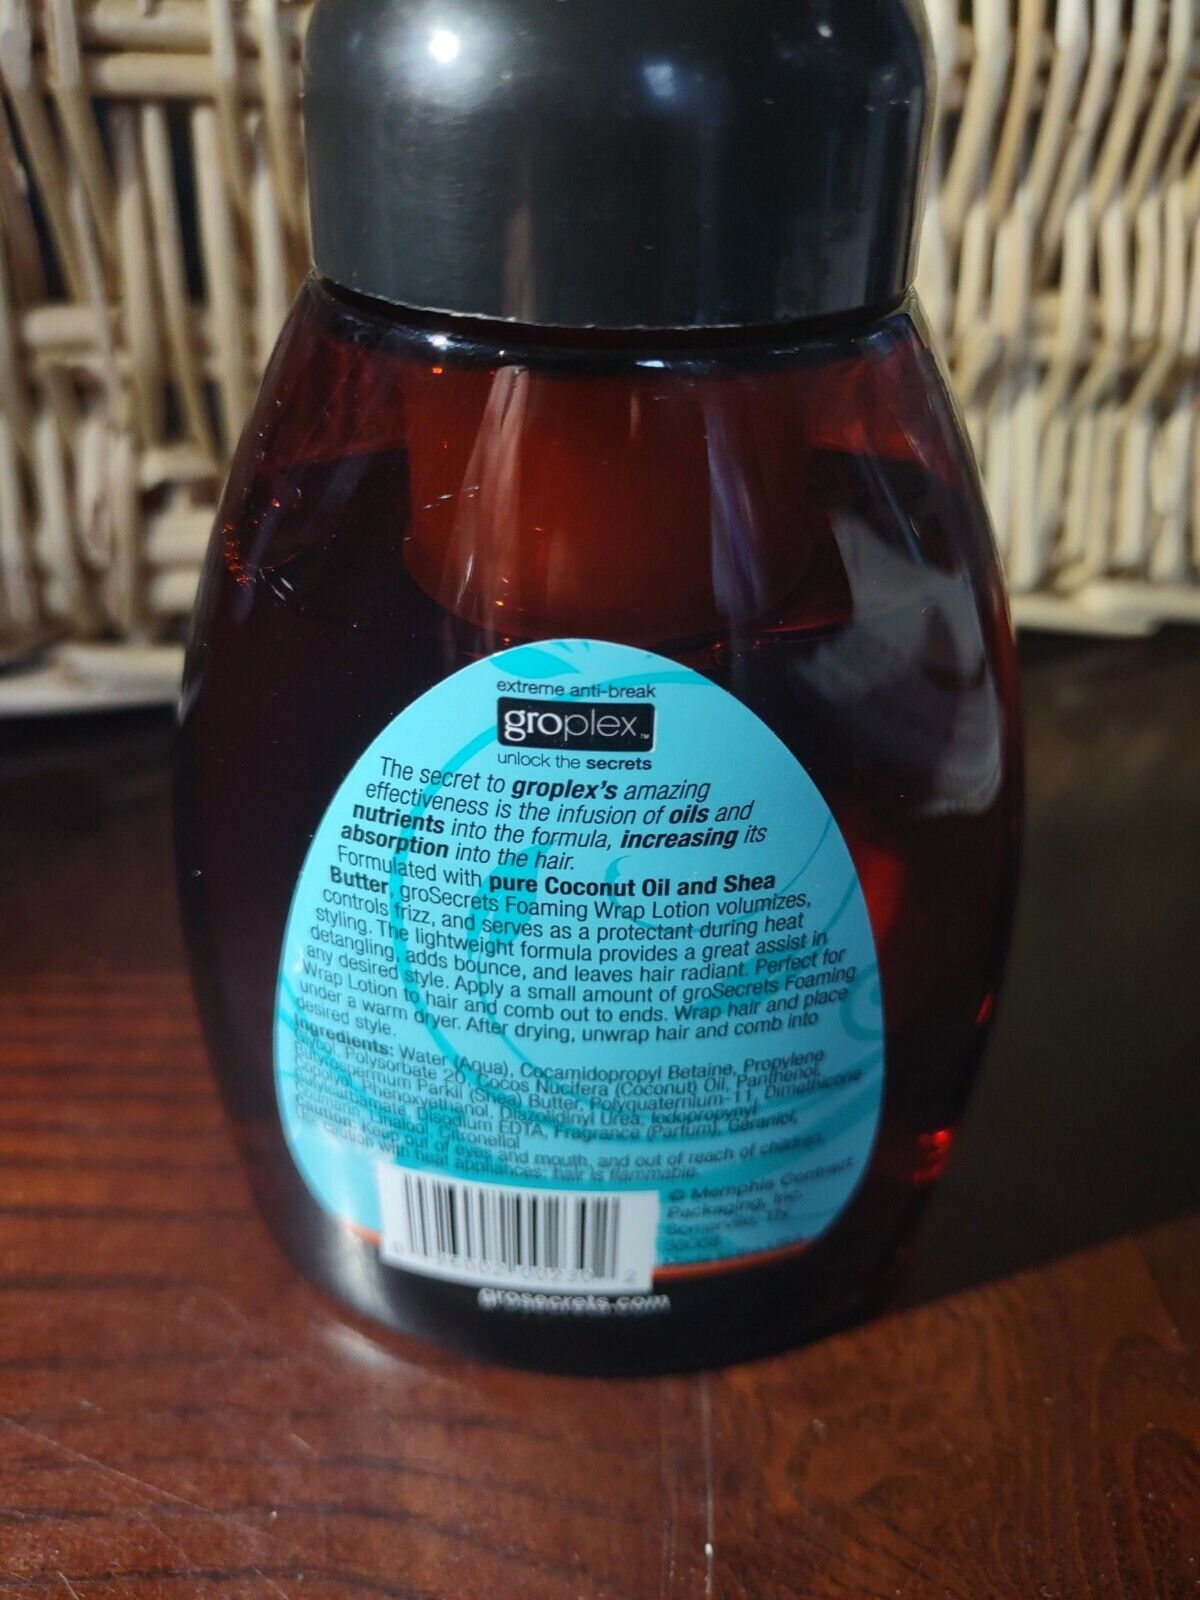 extreme anti-break
groplex™
unlock the secrets
The secret to groplex's amazing
effectiveness is the infusion of oils and
nutrients into the formula, increasing its
absorption into the hair.
Formulated with pure Coconut Oil and Shea
Butter, groSecrets Foaming Wrap Lotion volumizes,
controls frizz, and serves as a protectant during heat
styling. The lightweight formula provides a great assist in
detangling, adds bounce, and leaves hair radiant. Perfect for
any desired style. Apply a small amount of groSecrets Foaming
Wrap Lotion to hair and comb out to ends. Wrap hair and place
under a warm dryer. After drying, unwrap hair and comb into
desired style.
Ingredients: Water (Aqua), Cocamidopropyl Betaine, Propylene
Glycol, Polysorbate 20, Cocos Nucifera (Coconut) Oil, Panthenol,
Butyrospermum Parkii (Shea) Butter, Polyquaternium-11, Dimethicone
Copolyol, Phenoxyethanol, Diazolidinyl Urea, Iodopropynyl
Butylcarbamate, Disodium EDTA, Fragrance (Parfum), Geraniol,
Coumarin, Linalool, Citronellol
Caution: Keep out of eyes and mouth, and out of reach of children.
Use caution with heat appliances; hair is flammable.
© Memphis Contract
Packaging, Inc.
Somerville, TN
grosecrets.com